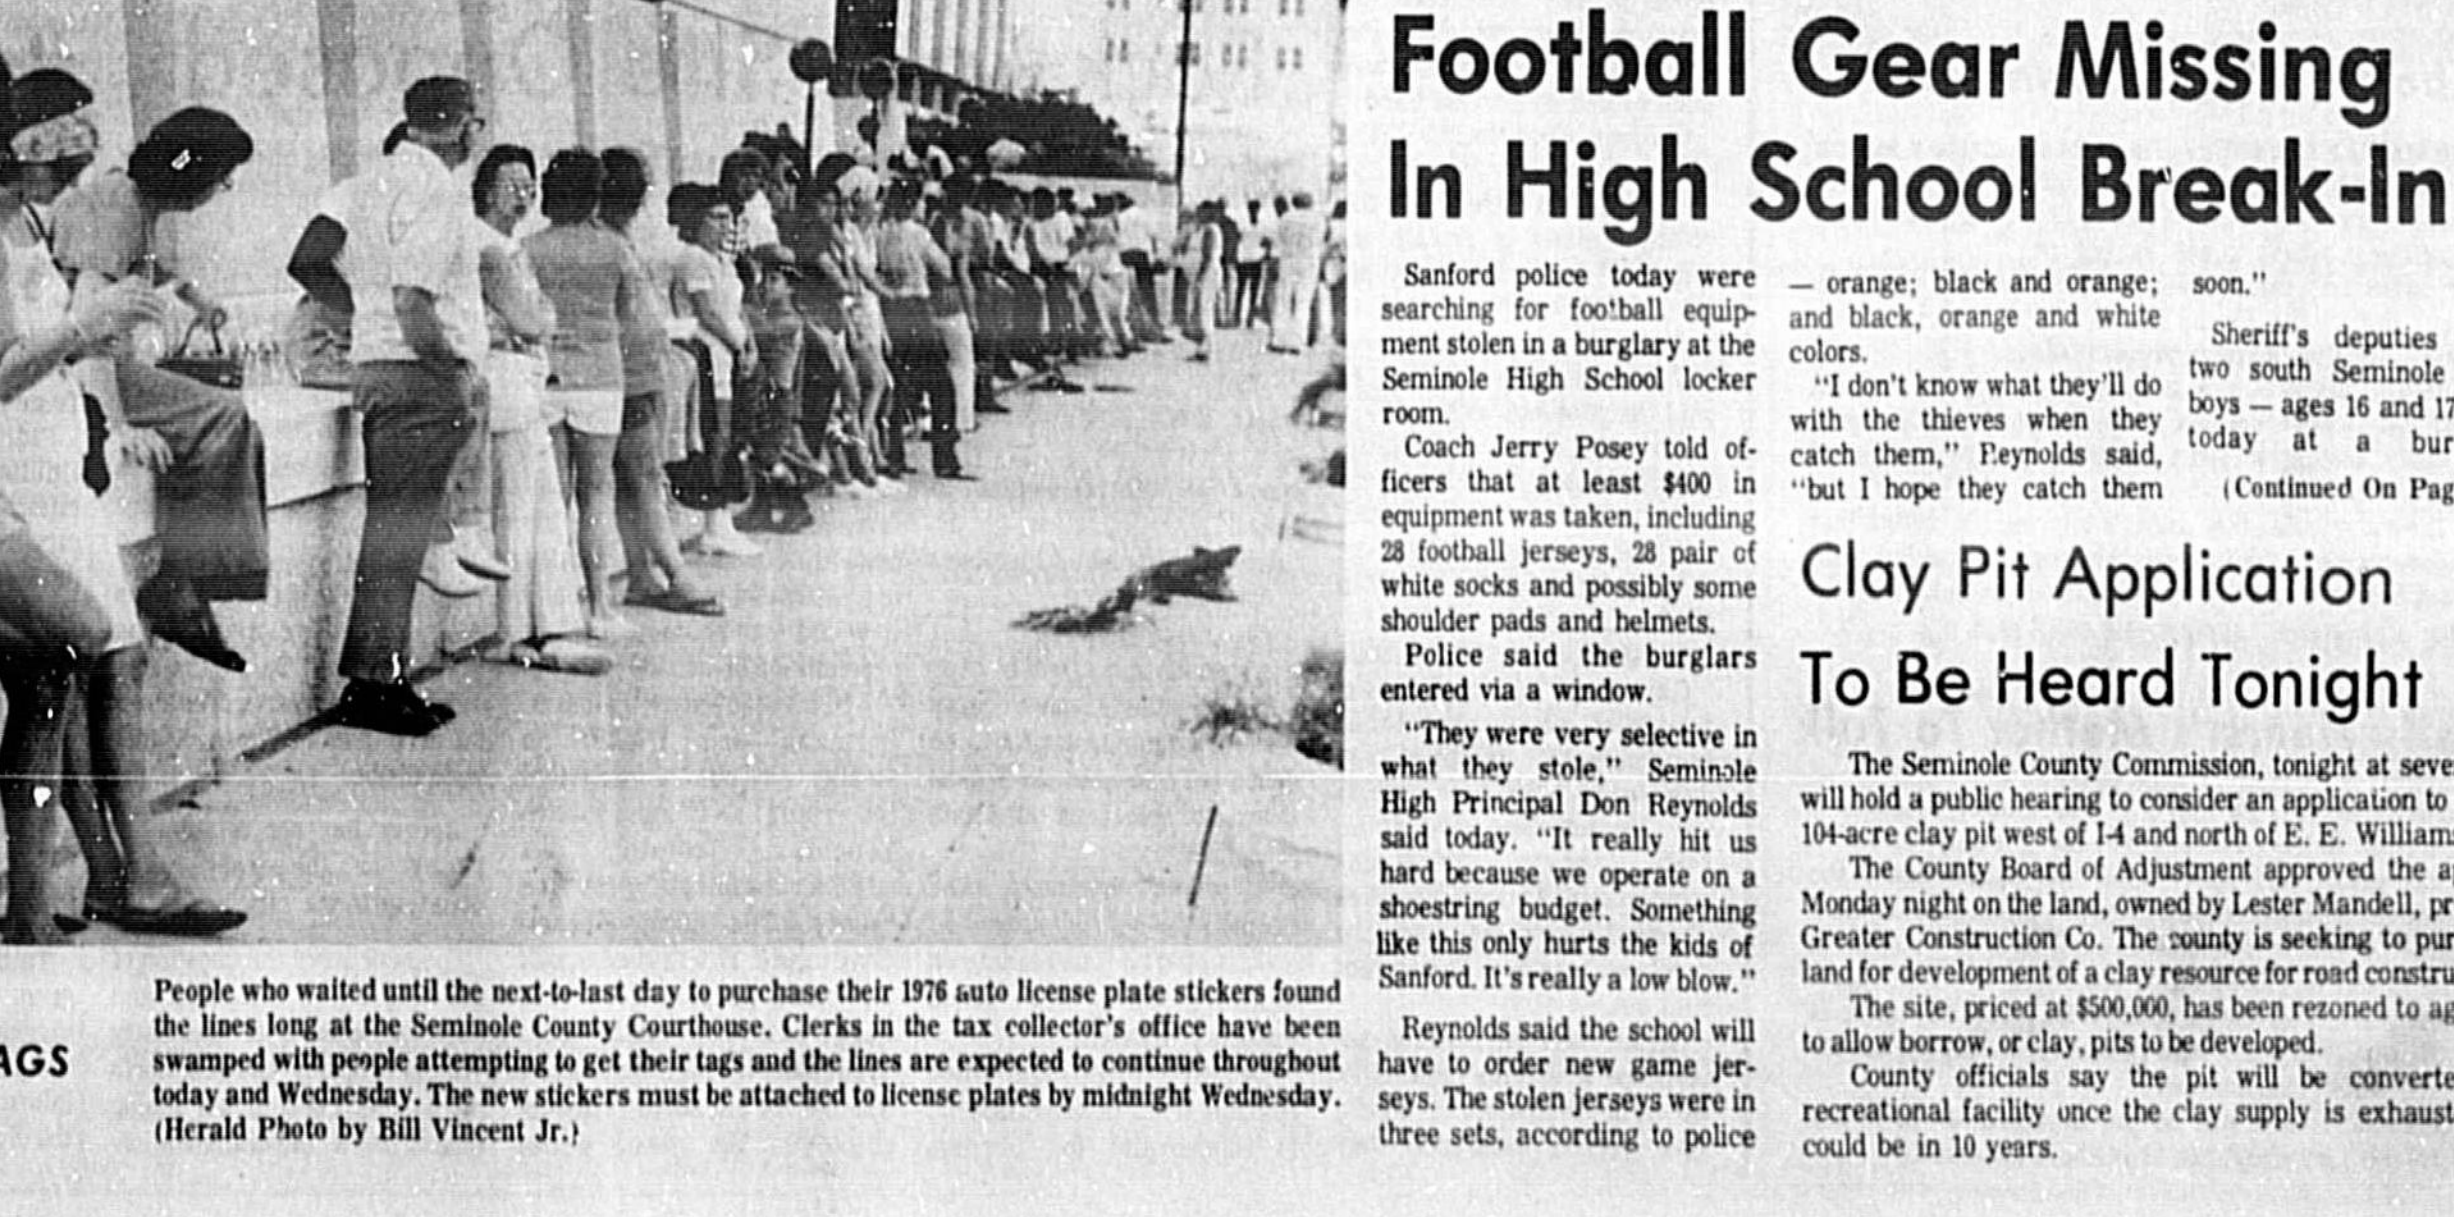 AGS
People who waited until the next-to-last day to purchase their 1976 auto license plate stickers found
the lines long at the Seminole County Courthouse. Clerks in the tax collector's office have been
swamped with people attempting to get their tags and the lines are expected to continue throughout
today and Wednesday. The new stickers must be attached to license plates by midnight Wednesday.
(Herald Photo by Bill Vincent Jr.)
Football Gear Missing
In High School Break-In
Sanford police today were
searching for football equip-
ment stolen in a burglary at the
Seminole High School locker
room.
Coach Jerry Posey told of-
ficers that at least $400 in
equipment was taken, including
28 football jerseys, 28 pair of
white socks and possibly some
shoulder pads and helmets.
Police said the burglars
entered via a window.
"They were very selective in
what they stole," Seminole
High Principal Don Reynolds
said today. "It really hit us
hard because we operate on a
shoestring budget. Something
like this only hurts the kids of
Sanford. It's really a low blow."
Reynolds said the school will
have to order new game jer-
seys. The stolen jerseys were in
three sets, according to police
— orange; black and orange;
and black, orange and white
colors.
"I don't know what they'll do
with the thieves when they
catch them," Reynolds said,
"but I hope they catch them
soon."
Sheriff's deputies
two south Seminole
boys — ages 16 and 17
today at a bur
(Continued On Pag
Clay Pit Application
To Be Heard Tonight
The Seminole County Commission, tonight at seve
will hold a public hearing to consider an application to
104-acre clay pit west of I-4 and north of E. E. Williams
The County Board of Adjustment approved the ap
Monday night on the land, owned by Lester Mandell, pr
Greater Construction Co. The county is seeking to pur
land for development of a clay resource for road constru
The site, priced at $500,000, has been rezoned to ag
to allow borrow, or clay, pits to be developed.
County officials say the pit will be converte
recreational facility once the clay supply is exhaust
could be in 10 years.